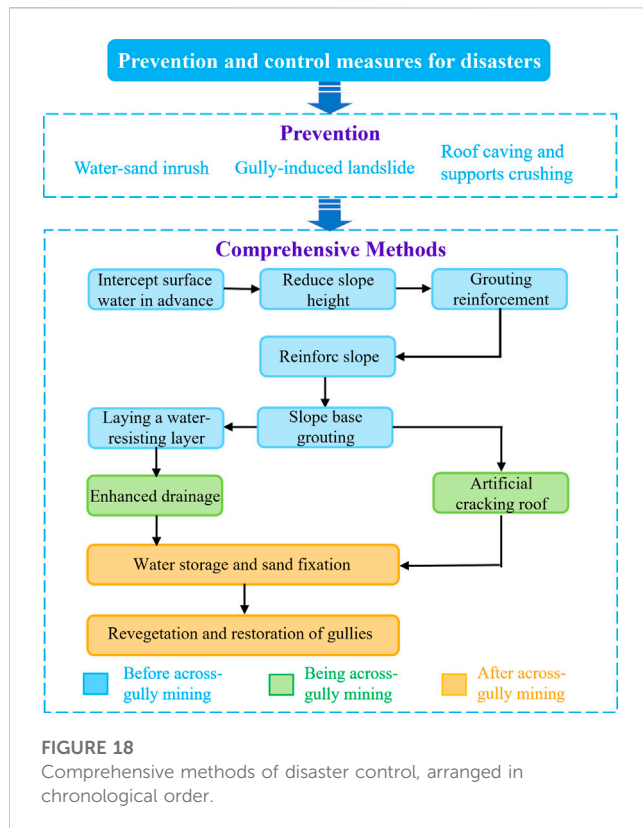 Prevention and control measures for disasters
Prevention
Water-sand inrush
Gully-induced landslide
Roof caving and
supports crushing
Comprehensive Methods
Intercept surface
water in advance
Reduce slope
height
Grouting
reinforcement
Reinforc slope
Slope base
grouting
Laying a water-
resisting layer
Enhanced drainage
Artificial
cracking roof
Water storage and sand fixation
Revegetation and restoration of gullies
Before across-
gully mining
Being across-
gully mining
After across-
gully mining
FIGURE 18
Comprehensive methods of disaster control, arranged in
chronological order.